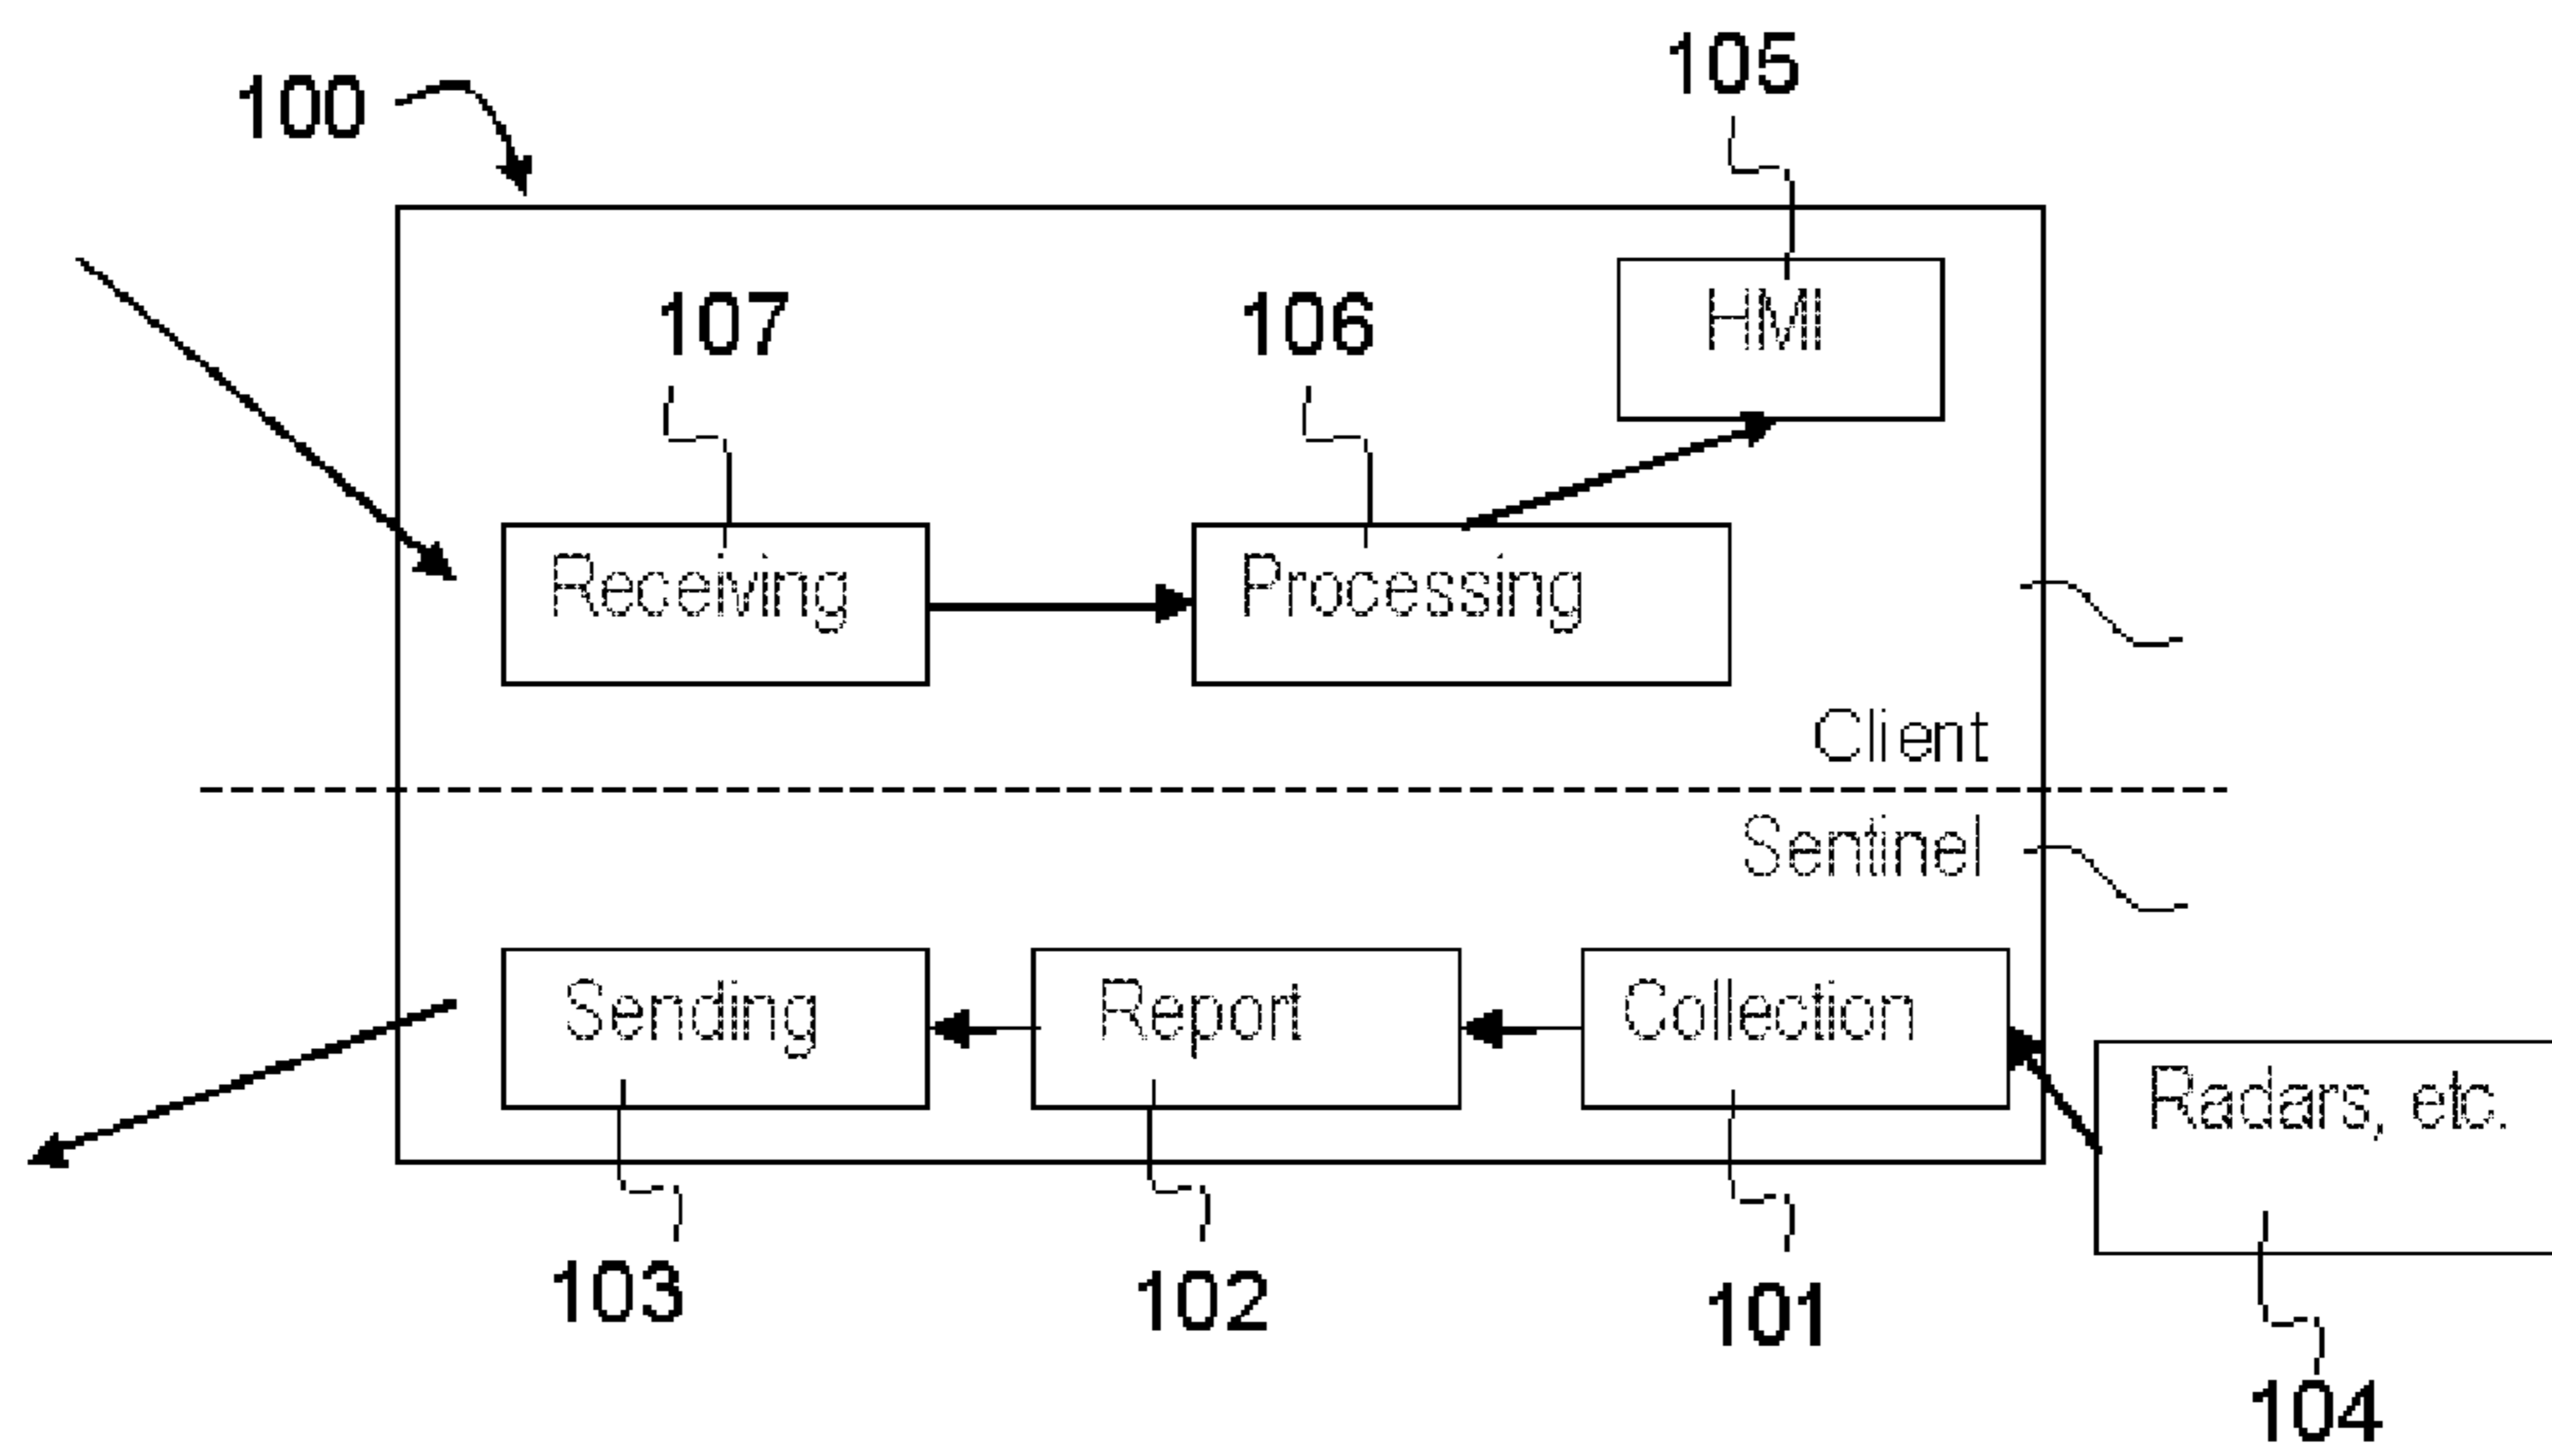 105
100
HMI
107
106
Receiving
Processing
Client
Sentinel
Sending
Report
Collection
Radars, etc.
103
102
101
104